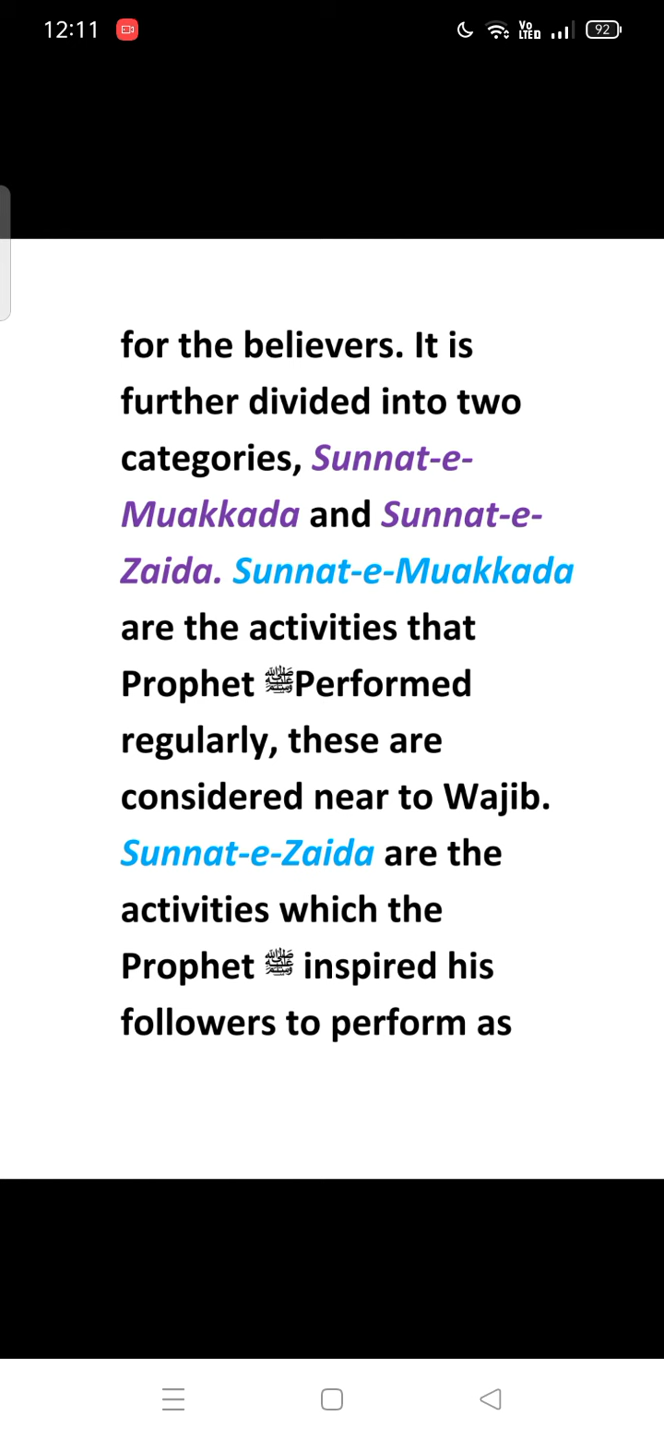 12:11
Vo
LTE
92
for the believers. It is
further divided into two
categories, Sunnat-e-
Muakkada and Sunnat-e-
Zaida. Sunnat-e-Muakkada
are the activities that
Prophet ﷺPerformed
regularly, these are
considered near to Wajib.
Sunnat-e-Zaida are the
activities which the
Prophet ﷺ inspired his
followers to perform as